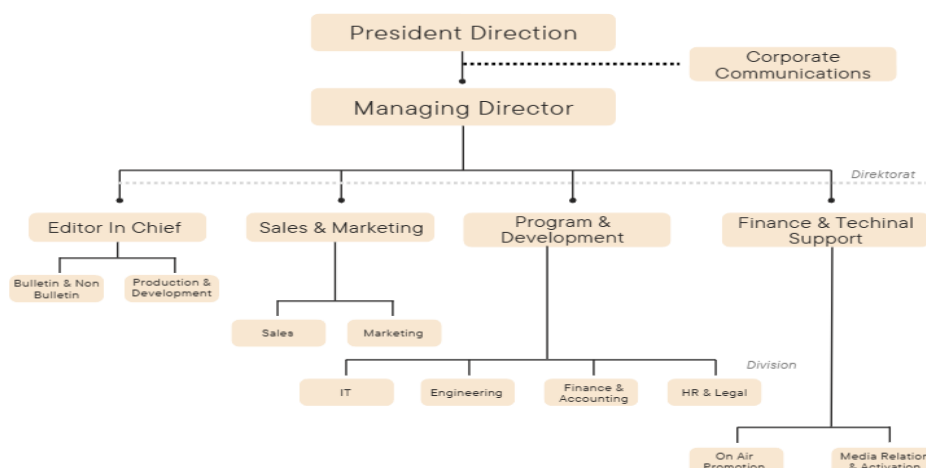 President Direction
Corporate
Communications
Managing Director
Direktorat
Editor In Chief
Sales & Marketing
Program &
Development
Finance & Techinal
Support
Bulletin & Non
Bulletin
Production &
Development
Sales
Marketing
Division
IT
Engineering
Finance &
Accounting
HR & Legal
On Air
Promotion
Media Relation
& Activation